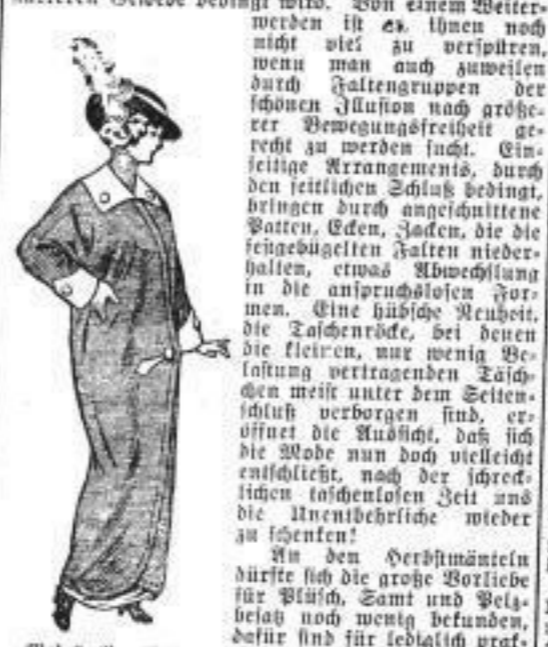 Gewebe bedingt wird. Von einem Weiter-
werden ist es ihnen noch
nicht viel zu verspüren,
wenn man auch zuweilen
durch Faltengruppen der
schönen Illusion nach größe-
rer Bewegungsfreiheit ge-
recht zu werden sucht. Ein-
seitige Arrangements, durch
den seitlichen Schluß bedingt,
bringen durch angeschnittene
Patten, Ecken, Zacken, die die
festgebügelten Falten nieder-
halten, etwas Abwechslung
in die anspruchslosen For-
men. Eine hübsche Neuheit,
die Taschenröcke, bei denen
die kleinen, nur wenig Be-
lastung vertragenden Täsch-
chen meist unter dem Seiten-
schluß verborgen sind, er-
öffnet die Aussicht, daß sich
die Mode nun doch vielleicht
entschließt, nach der schreck-
lichen taschenlosen Zeit uns
die Unentbehrliche wieder
zu schenken!
An den Herbstmänteln
dürfte sich die große Vorliebe
für Plüsch, Samt und Pelz-
besatz noch wenig bekunden,
dafür sind für lediglich prak-